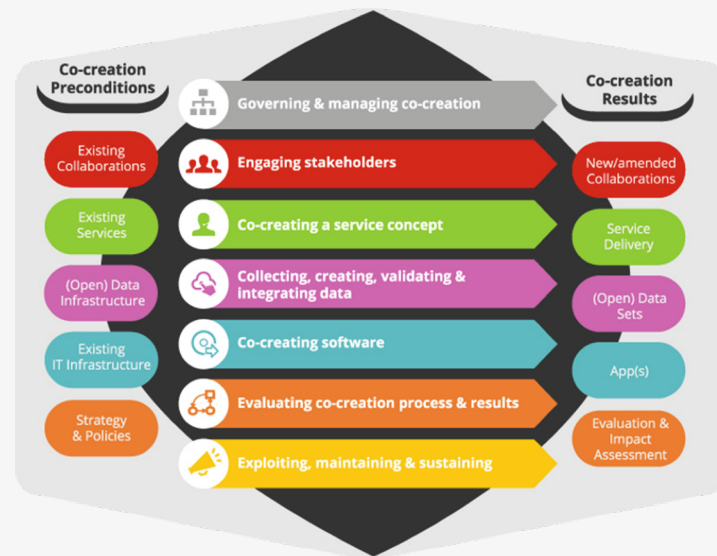 Co-creation
Preconditions
Existing
Collaborations
Existing
Services
(Open) Data
Infrastructure
Existing
IT Infrastructure
Strategy
& Policies
Governing & managing co-creation
Engaging stakeholders
Co-creating a service concept
Collecting, creating, validating &
integrating data
Co-creating software
Evaluating co-creation process & results
Exploiting, maintaining & sustaining
Co-creation
Results
New/amended
Collaborations
Service
Delivery
(Open) Data
Sets
App(s)
Evaluation &
Impact
Assessment